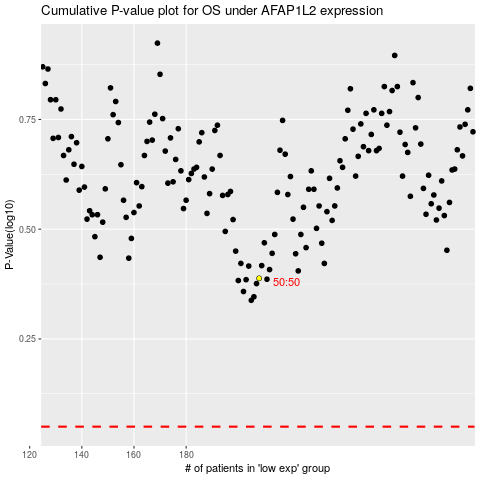 Cumulative P-value plot for OS under AFAP1L2 expression
P-Value(log10)
0.75
0.50
0.25
50:50
120 140 160 180
# of patients in 'low exp' group